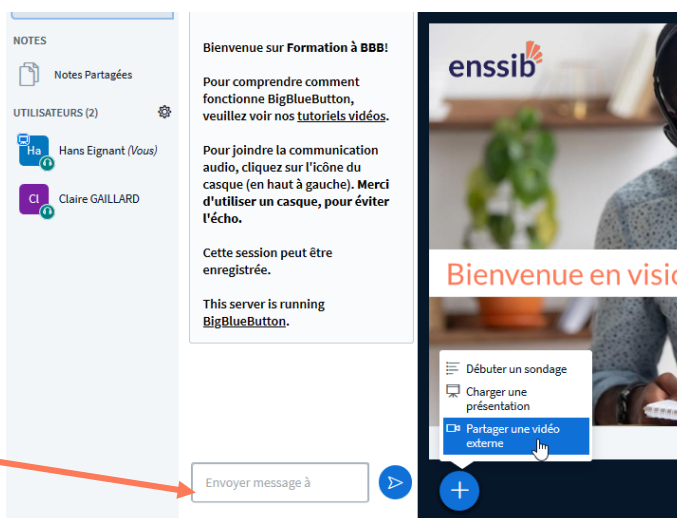 NOTES
Notes Partagées
UTILISATEURS (2)
Ha
Hans Eignant (Vous)
Cl
Claire GAILLARD
Bienvenue sur Formation à BBB!
Pour comprendre comment
fonctionne BigBlueButton,
veuillez voir nos tutoriels vidéos.
Pour joindre la communication
audio, cliquez sur l'icône du
casque (en haut à gauche). Merci
d'utiliser un casque, pour éviter
l'écho.
Cette session peut être
enregistrée.
This server is running
BigBlueButton.
Envoyer message à
enssib
Bienvenue en
Débuter un sondage
Charger une
présentation
Partager une vidéo
externe